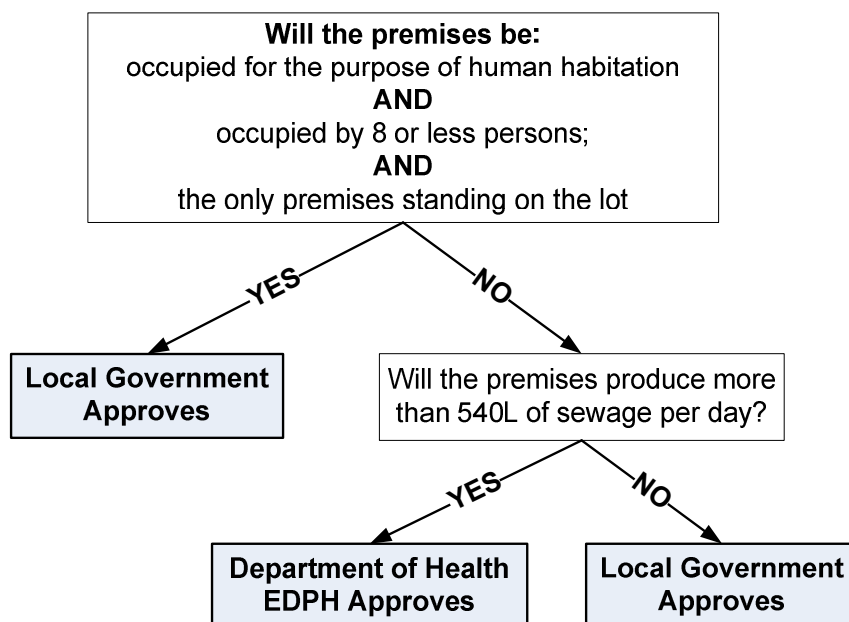 Will the premises be:
occupied for the purpose of human habitation
AND
occupied by 8 or less persons;
AND
the only premises standing on the lot
YES
NO
Local Government
Approves
Will the premises produce more
than 540L of sewage per day?
YES
NO
Department of Health
EDPH Approves
Local Government
Approves